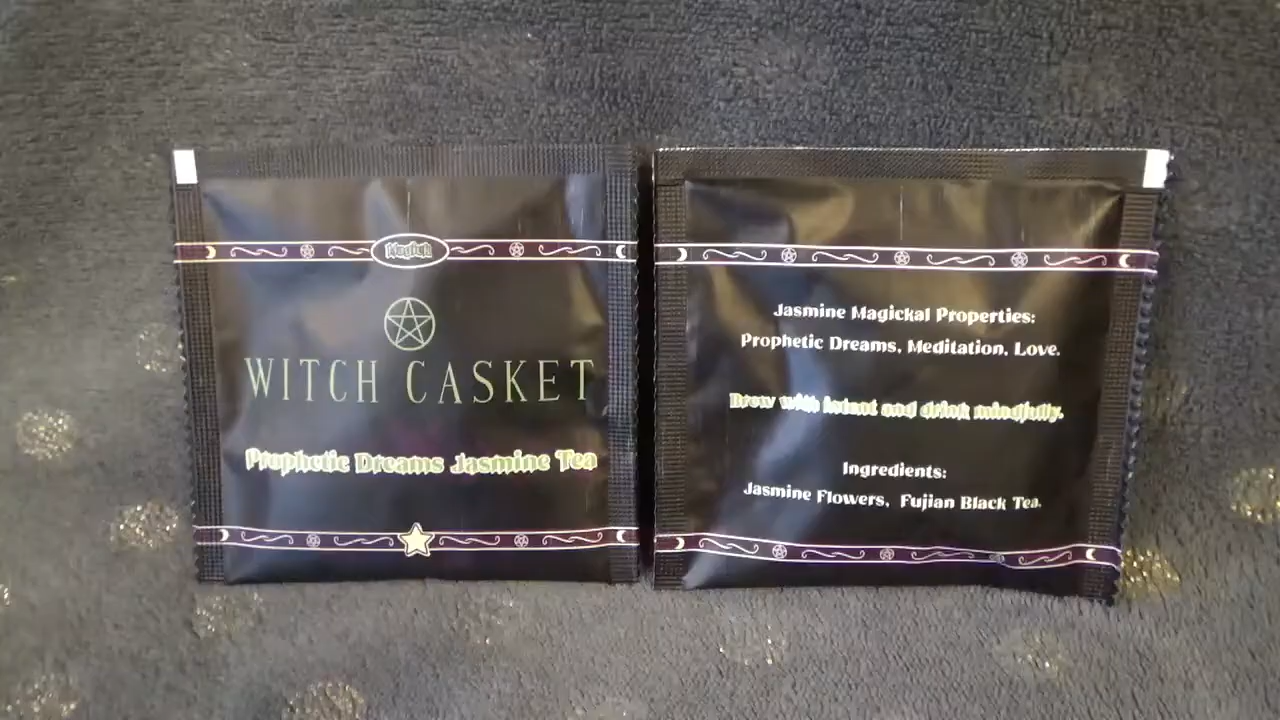 Magick
WITCH CASKET
Prophetic Dreams Jasmine Tea
Jasmine Magickal Properties:
Prophetic Dreams, Meditation, Love.
Brew with intent and drink mindfully.
Ingredients:
Jasmine Flowers, Fujian Black Tea.